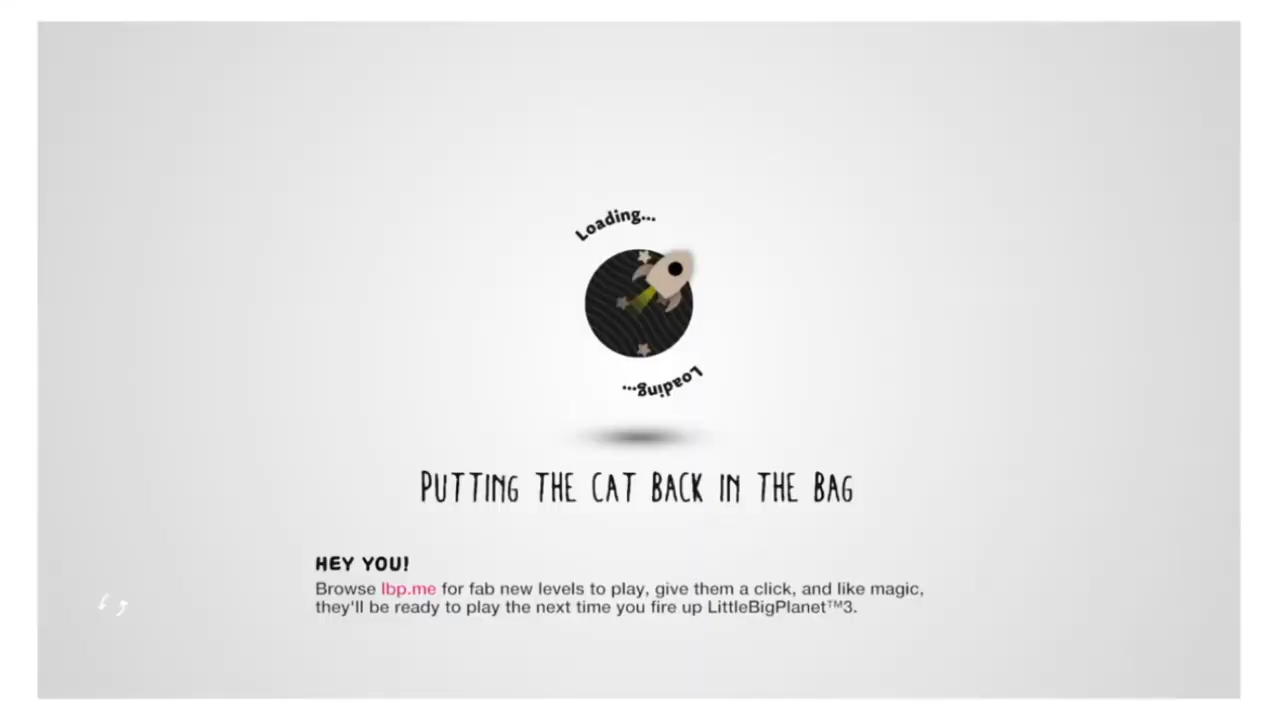 Loading...
Loading...
PUTTING THE CAT BACK IN THE BAG
HEY YOU!
Browse lbp.me for fab new levels to play, give them a click, and like magic,
they'll be ready to play the next time you fire up LittleBigPlanet™3.